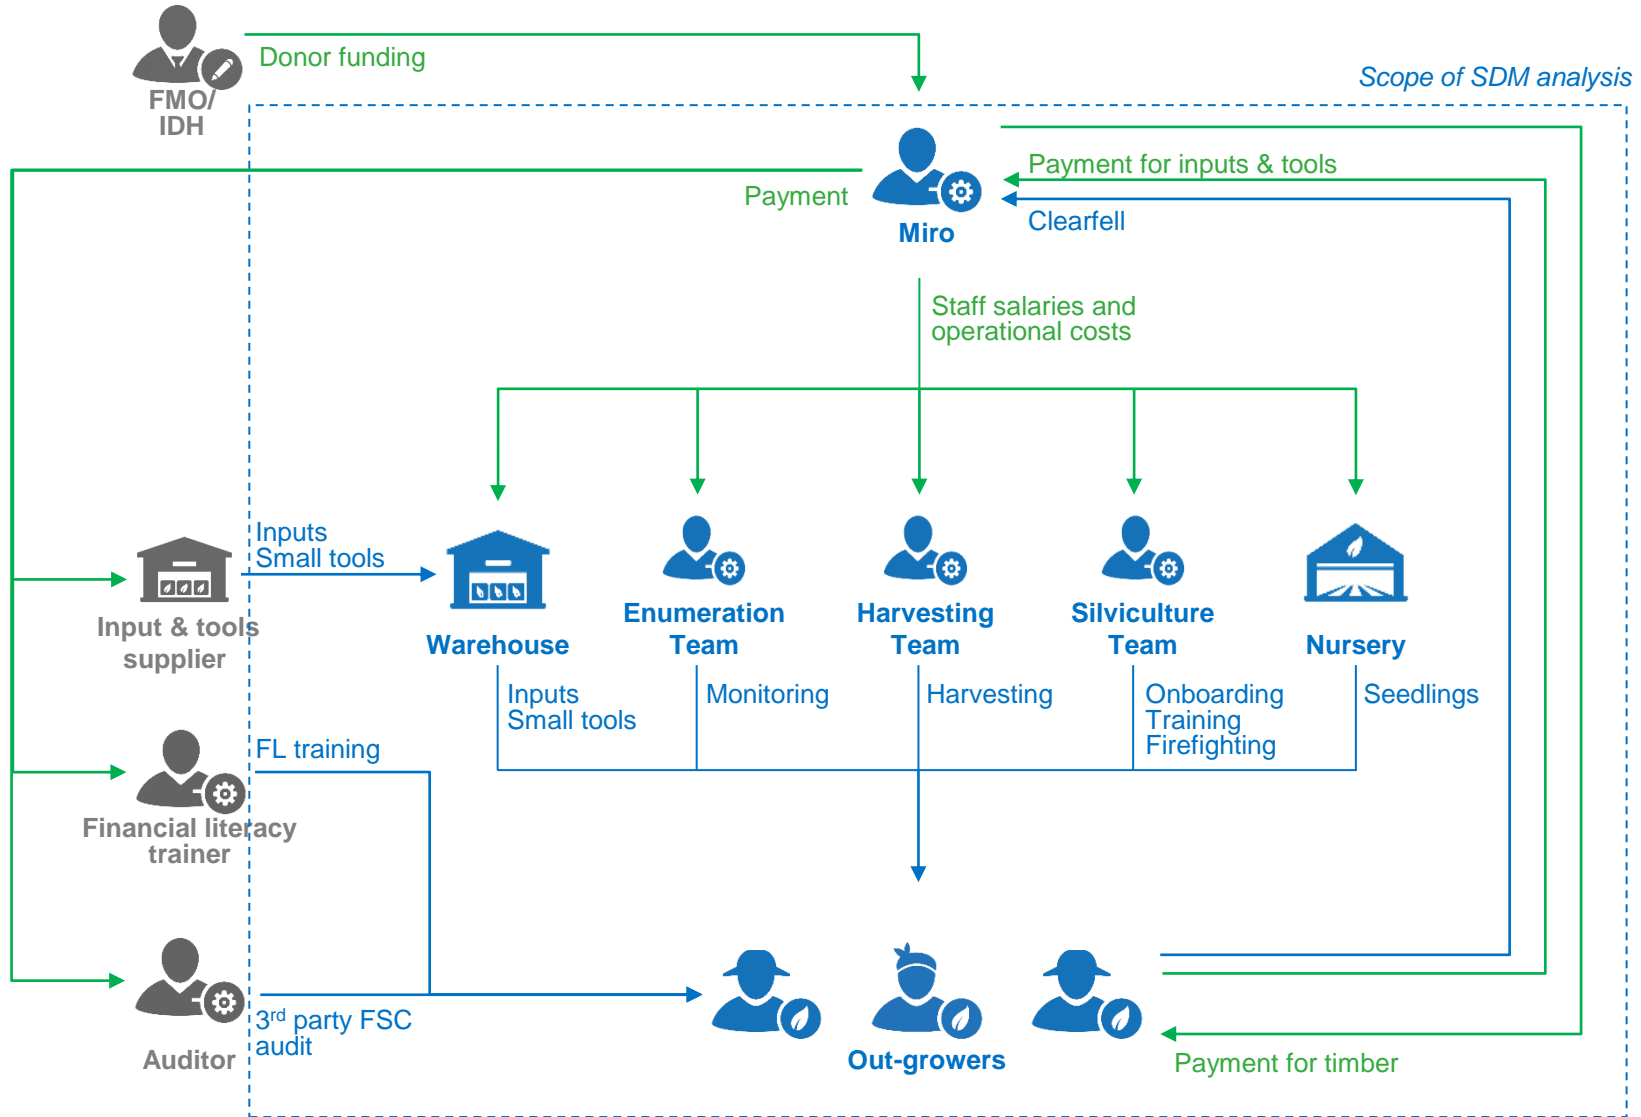 Donor funding
FMO/
IDH
Scope of SDM analysis
Payment for inputs & tools
Payment
Clearfell
Miro
Staff salaries and
operational costs
Inputs
Small tools
Input & tools
supplier
Warehouse
Enumeration
Team
Harvesting
Team
Silviculture
Team
Nursery
Inputs
Small tools
Monitoring
Harvesting
Onboarding
Training
Firefighting
Seedlings
FL training
Financial literacy
trainer
3rd party FSC
audit
Auditor
Out-growers
Payment for timber